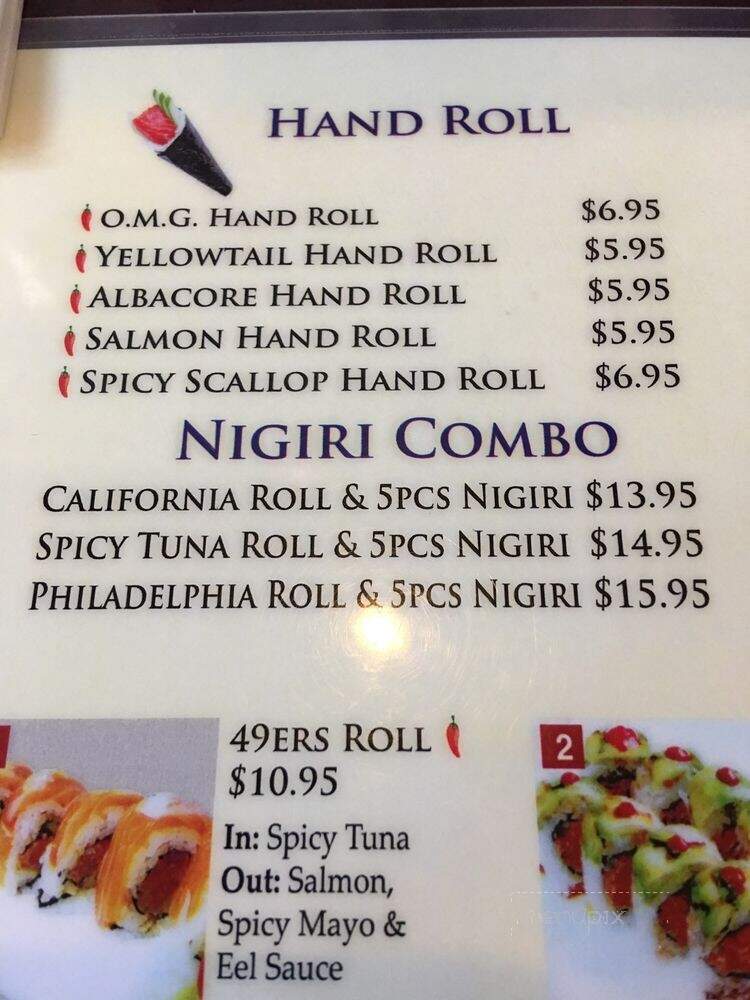 HAND ROLL
O.M.G. HAND ROLL $6.95
YELLOWTAIL HAND ROLL $5.95
ALBACORE HAND ROLL $5.95
SALMON HAND ROLL $5.95
SPICY SCALLOP HAND ROLL $6.95
NIGIRI COMBO
CALIFORNIA ROLL & 5PCS NIGIRI $13.95
SPICY TUNA ROLL & 5PCS NIGIRI $14.95
PHILADELPHIA ROLL & 5PCS NIGIRI $15.95
49ERS ROLL
$10.95
In: Spicy Tuna
Out: Salmon,
Spicy Mayo &
Eel Sauce
2